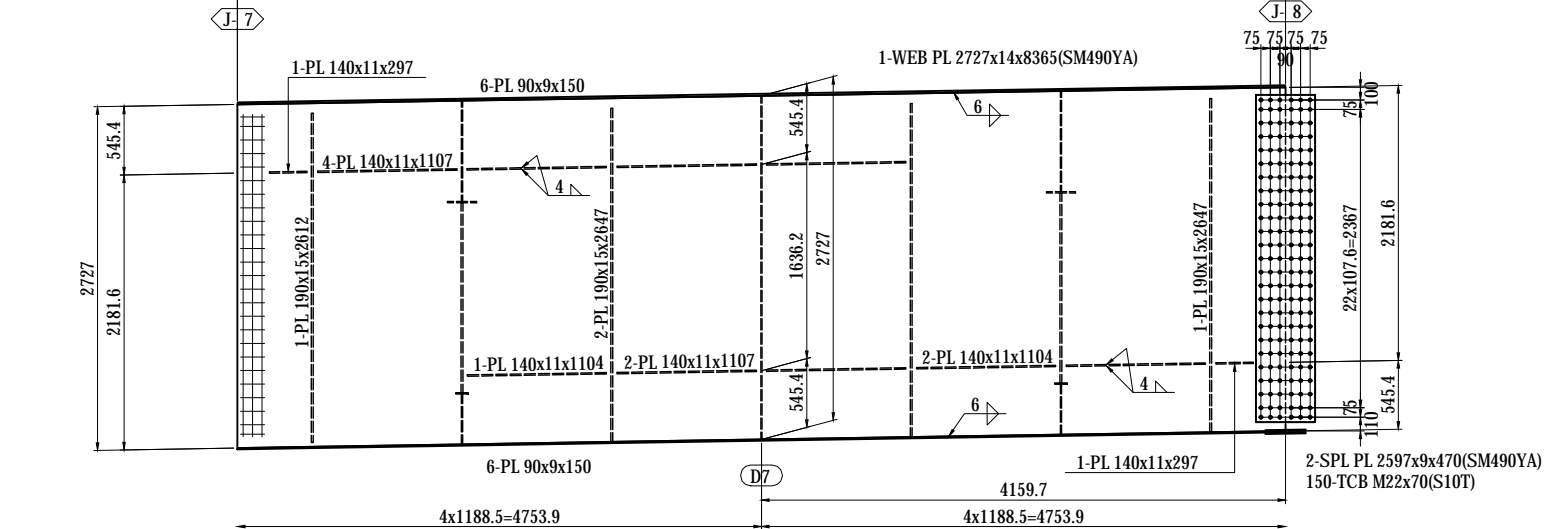 J- 7
J- 8
75 75 75 75
90
1-WEB PL 2727x14x8365(SM490YA)
1-PL 140x11x297
6-PL 90x9x150
100
75
545.4
545.4
6
4-PL 140x11x1107
4
1-PL 190x15x2612
2-PL 190x15x2647
1-PL 190x15x2647
2727
2181.6
1636.2
2727
22x107.6=2367
2181.6
1-PL 140x11x1104
2-PL 140x11x1107
2-PL 140x11x1104
4
545.4
545.4
75
110
6
6-PL 90x9x150
1-PL 140x11x297
2-SPL PL 2597x9x470(SM490YA)
150-TCB M22x70(S10T)
D7
4159.7
4x1188.5=4753.9
4x1188.5=4753.9